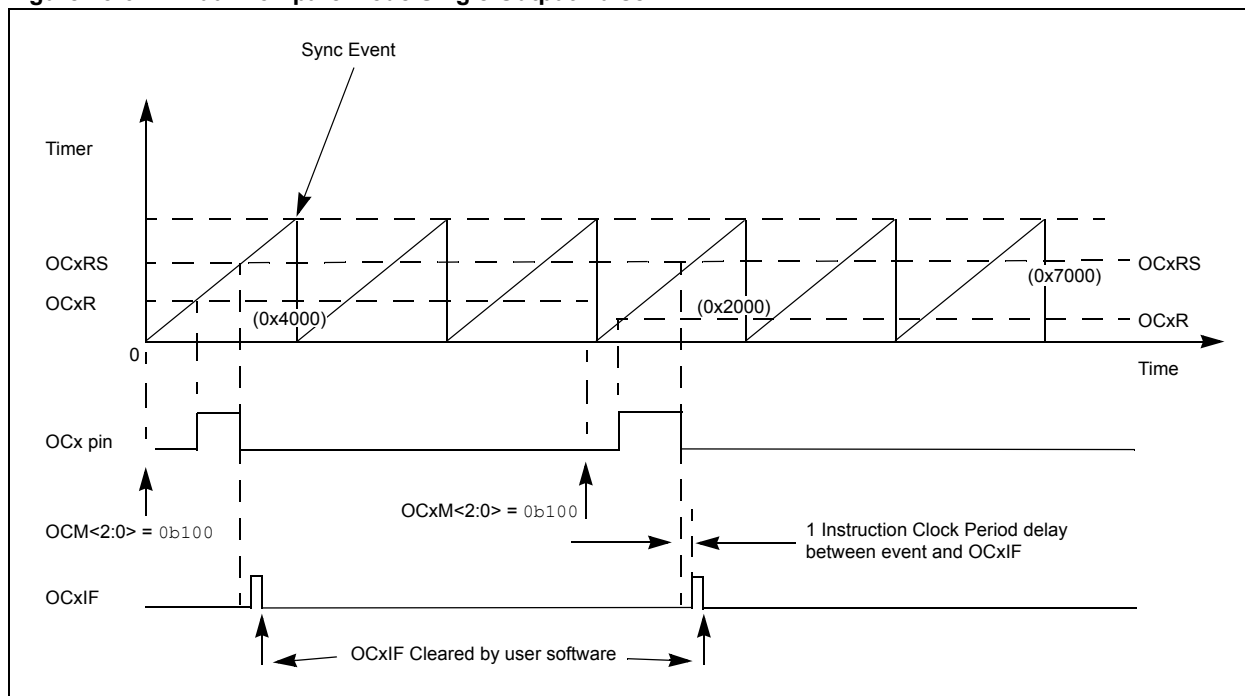 Sync Event
Timer
OCxRS
OCxRS
(0x7000)
OCxR
(0x4000)
(0x2000)
OCxR
0
Time
OCx pin
OCM<2:0> = 0b100
OCxM<2:0> = 0b100
1 Instruction Clock Period delay
between event and OCxIF
OCxIF
OCxIF Cleared by user software